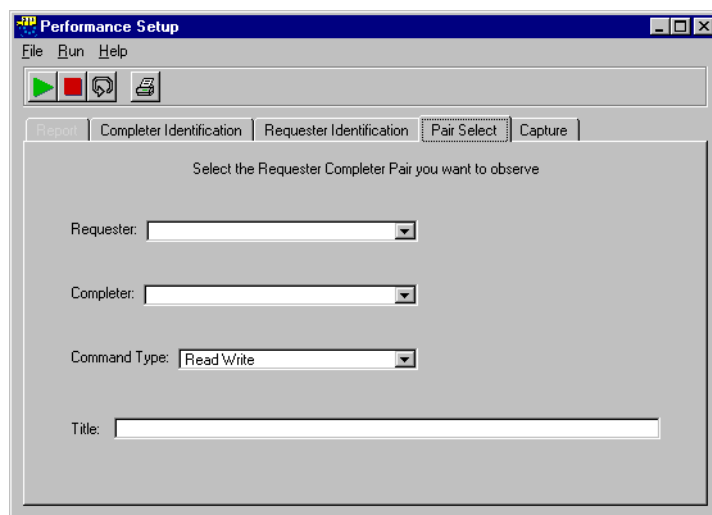 Performance Setup
File Run Help
Report Completer Identification Requester Identification Pair Select Capture
Select the Requester Completer Pair you want to observe
Requester:
Completer:
Command Type: Read Write
Title: